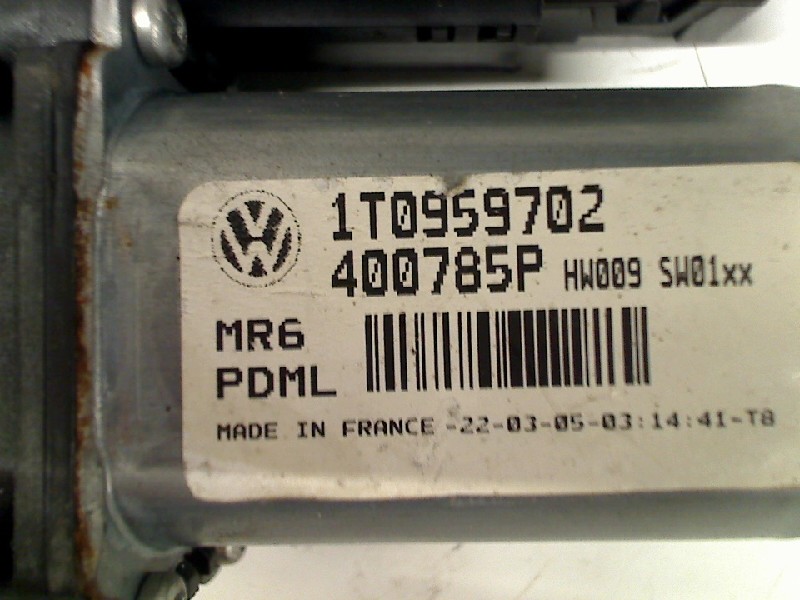 1T0959702
400785P HW009 SW01xx
MR6
PDML
MADE IN FRANCE -22-03-05-03:14:41-T8